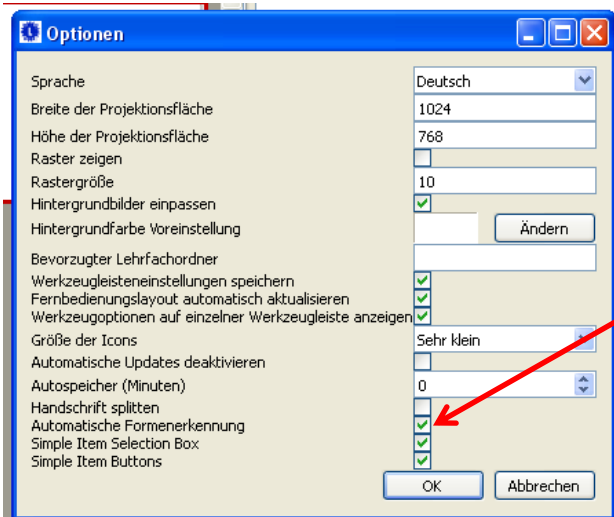 Optionen
Sprache Deutsch
Breite der Projektionsfläche 1024
Höhe der Projektionsfläche 768
Raster zeigen
Rastergröße 10
Hintergrundbilder einpassen
Hintergrundfarbe Voreinstellung Ändern
Bevorzugter Lehrfachordner
Werkzeugleisteneinstellungen speichern
Fernbedienungslayout automatisch aktualisieren
Werkzeugoptionen auf einzelner Werkzeugleiste anzeigen
Größe der Icons Sehr klein
Automatische Updates deaktivieren
Autospeicher (Minuten) 0
Handschrift splitten
Automatische Formenerkennung
Simple Item Selection Box
Simple Item Buttons
OK Abbrechen